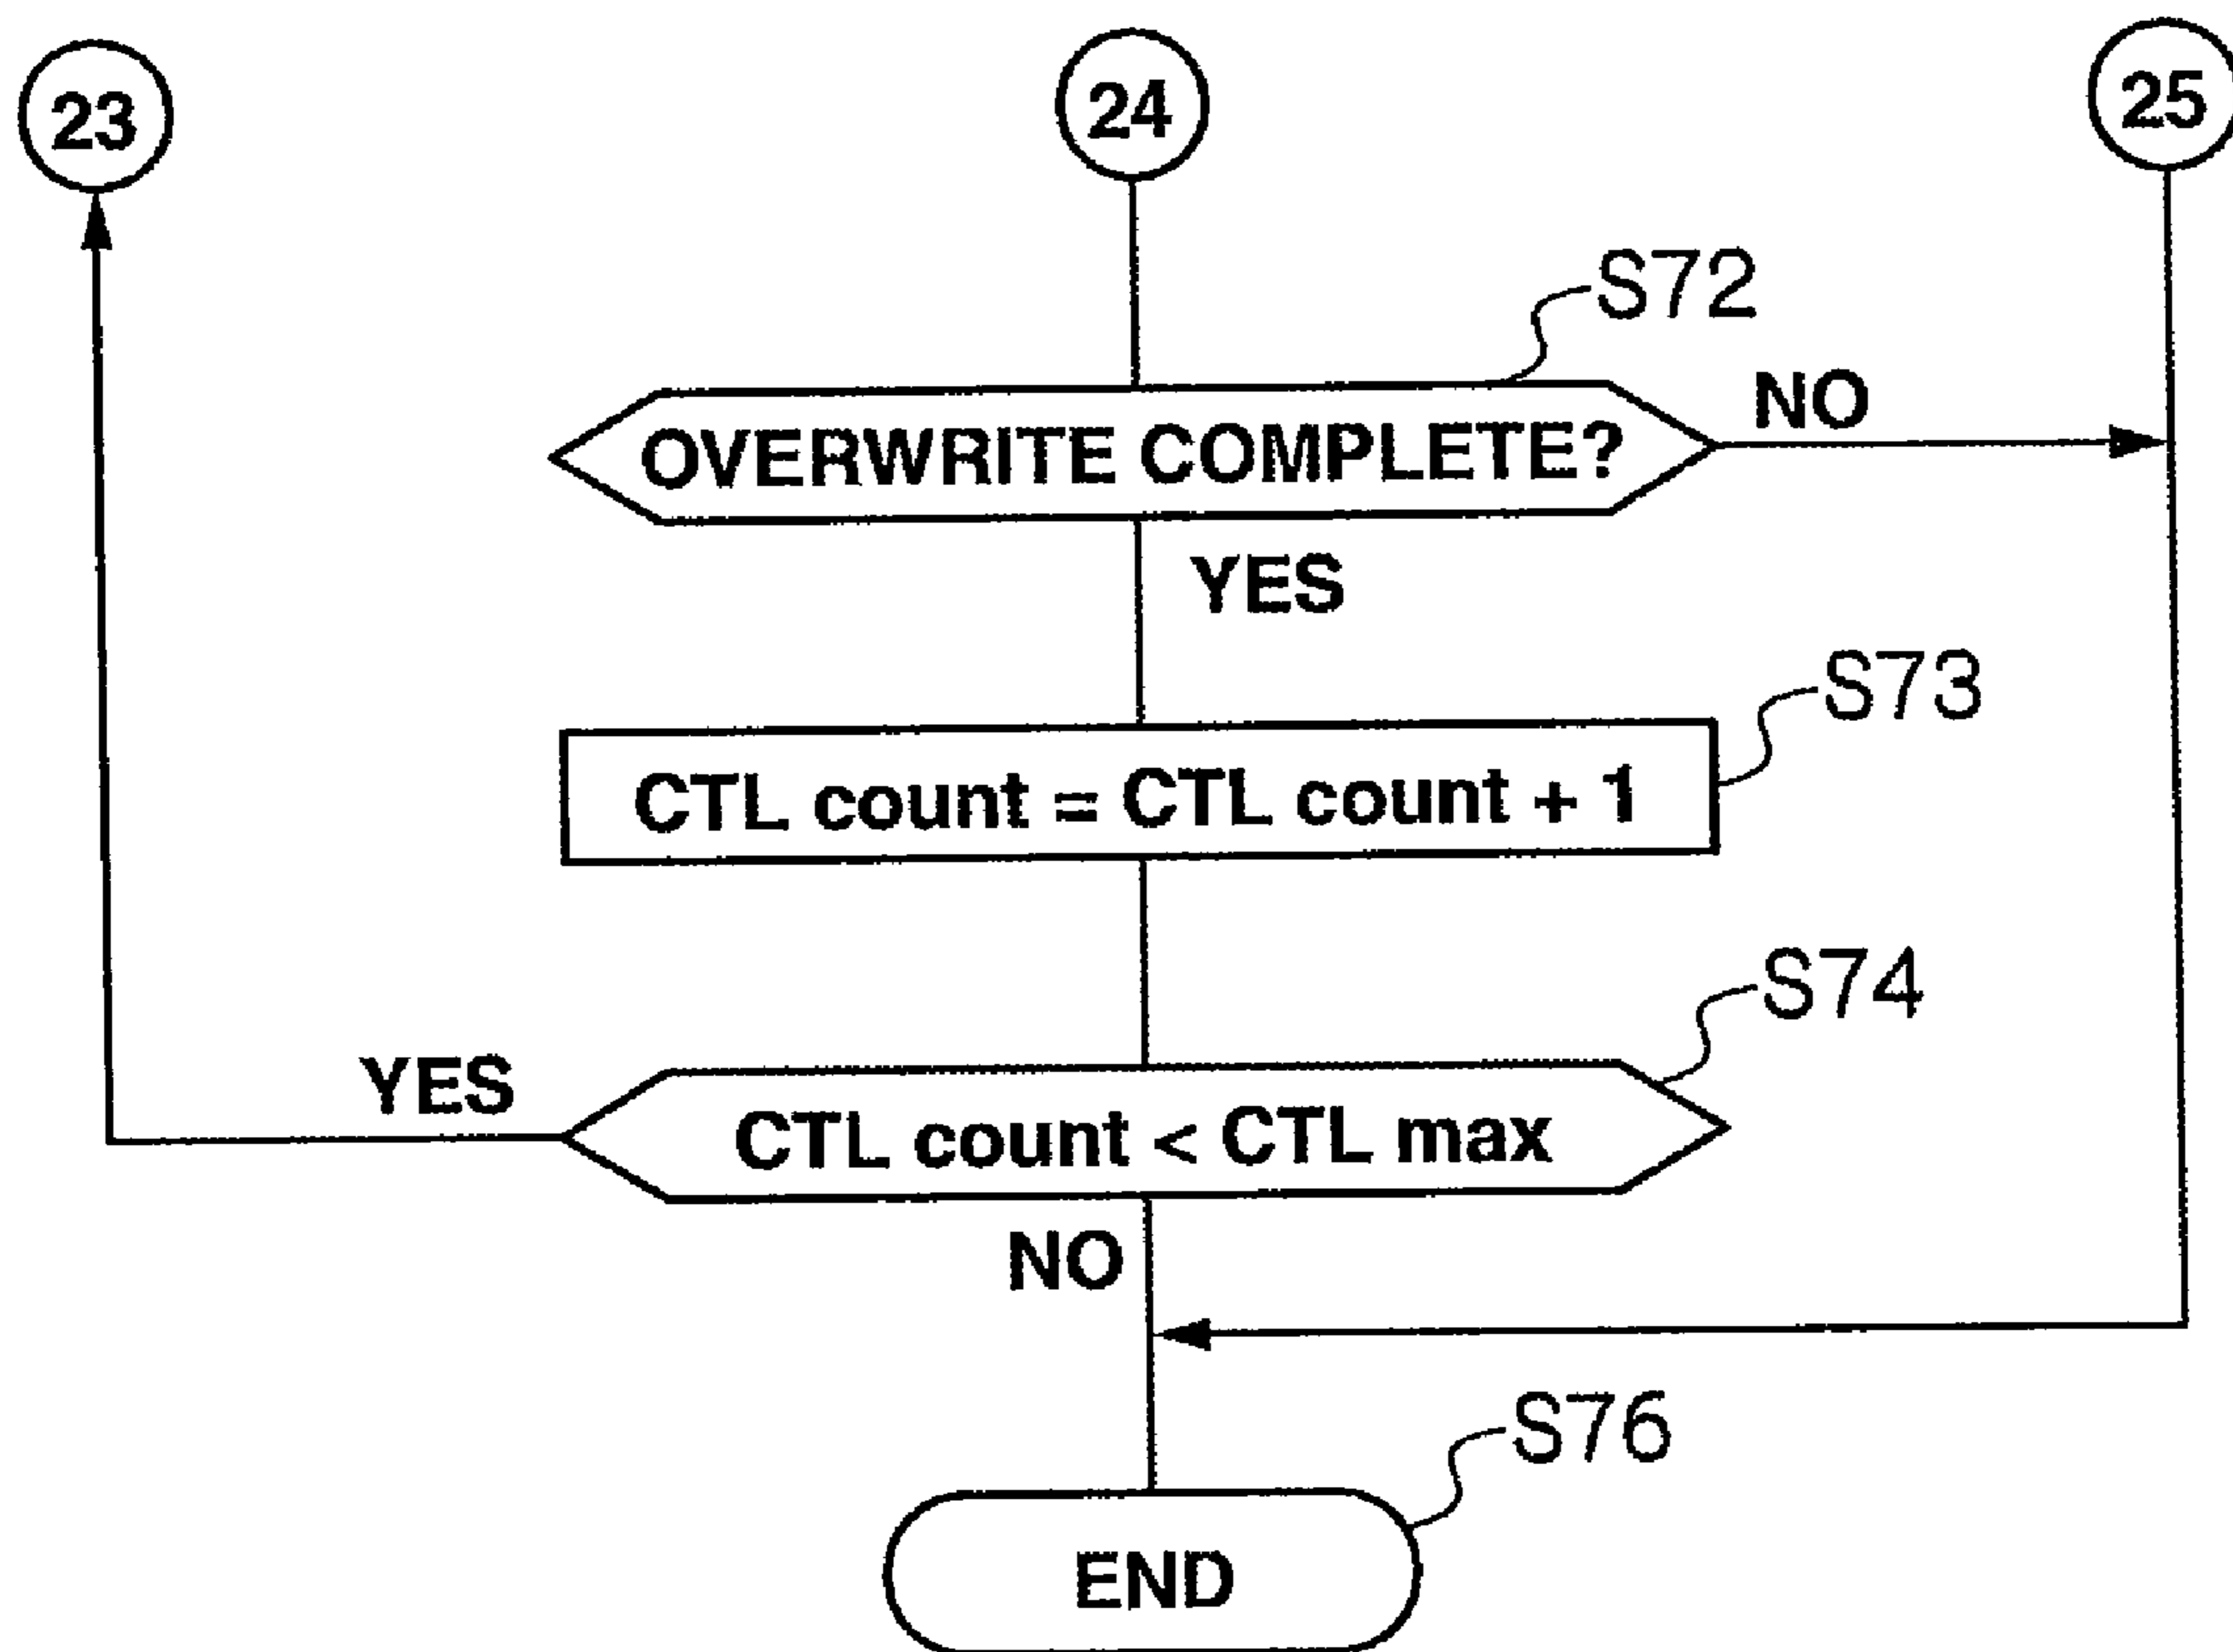 23
24
25
S72
OVERWRITE COMPLETE?
NO
YES
S73
CTL count = CTL count + 1
S74
YES
CTL count < CTL max
NO
S76
END